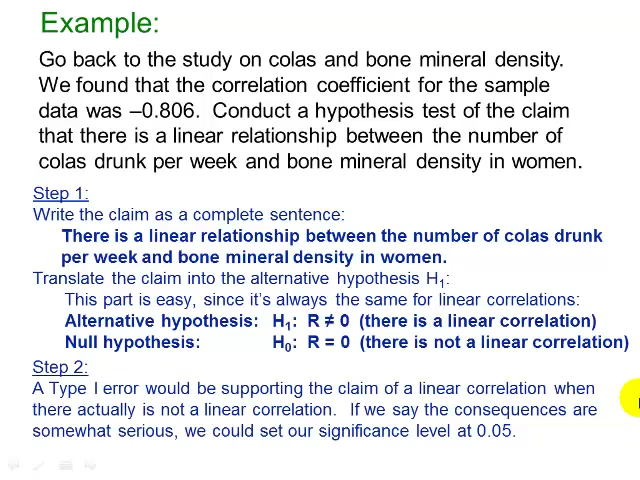 Example:
Go back to the study on colas and bone mineral density.
We found that the correlation coefficient for the sample
data was –0.806.  Conduct a hypothesis test of the claim
that there is a linear relationship between the number of
colas drunk per week and bone mineral density in women.
Step 1:
Write the claim as a complete sentence:
There is a linear relationship between the number of colas drunk
per week and bone mineral density in women.
Translate the claim into the alternative hypothesis H₁:
This part is easy, since it's always the same for linear correlations:
Alternative hypothesis: H₁: R ≠ 0 (there is a linear correlation)
Null hypothesis: H₀: R = 0 (there is not a linear correlation)
Step 2:
A Type I error would be supporting the claim of a linear correlation when
there actually is not a linear correlation.  If we say the consequences are
somewhat serious, we could set our significance level at 0.05.